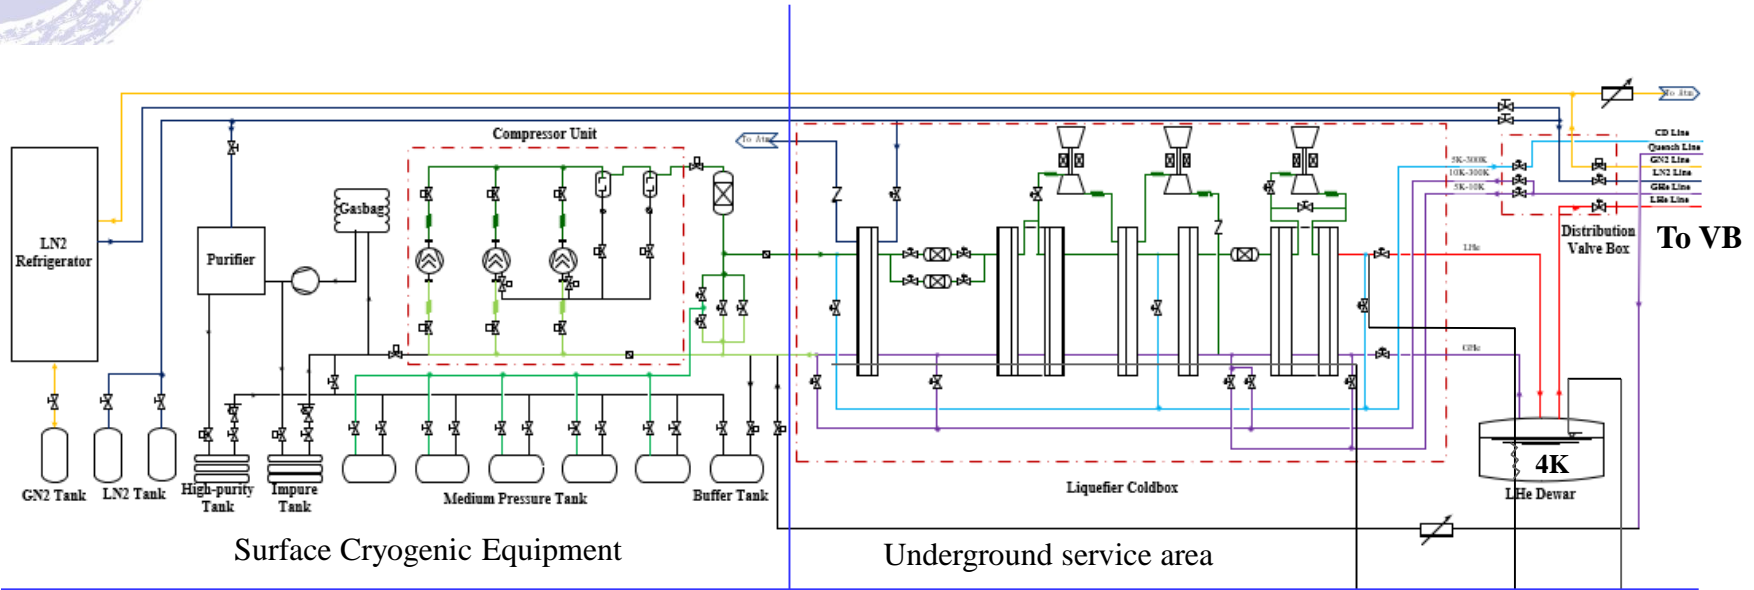 To Atm
Compressor Unit
To Atm
CD Line
Quench Line
GN2 Line
LN2 Line
GHe Line
LHe Line
5K-300K
10K-300K
5K-10K
Gasbag
LN2
Refrigerator
Purifier
Distribution
Valve Box
To VB
LHe
GHe
4K
GN2 Tank
LN2 Tank
High-purity
Tank
Impure
Tank
Medium Pressure Tank
Buffer Tank
Liquefier Coldbox
LHe Dewar
Surface Cryogenic Equipment
Underground service area